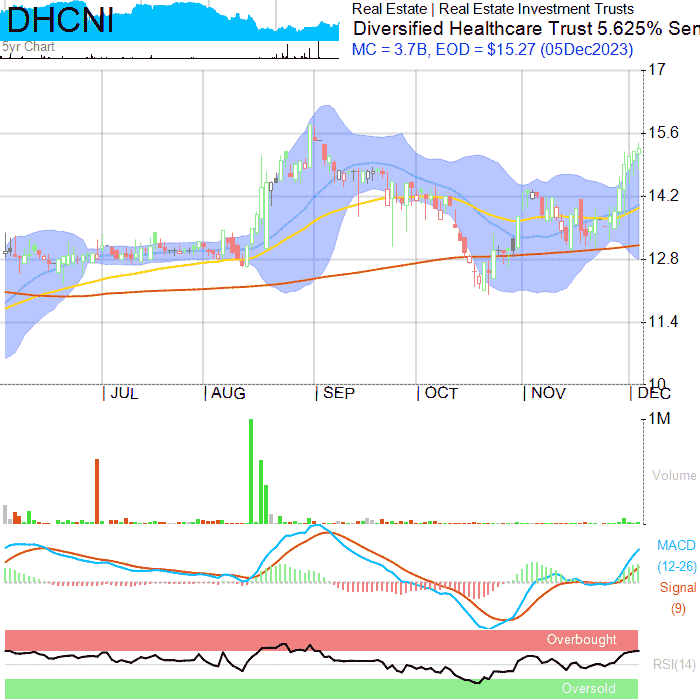 DHCNI
5yr Chart
Real Estate | Real Estate Investment Trusts
Diversified Healthcare Trust 5.625% Sen
MC = 3.7B, EOD = $15.27 (05Dec2023)
17
15.6
14.2
12.8
11.4
10
JUL AUG SEP OCT NOV DEC
1M
Volume
MACD
(12-26)
Signal
(9)
Overbought
RSI(14)
Oversold